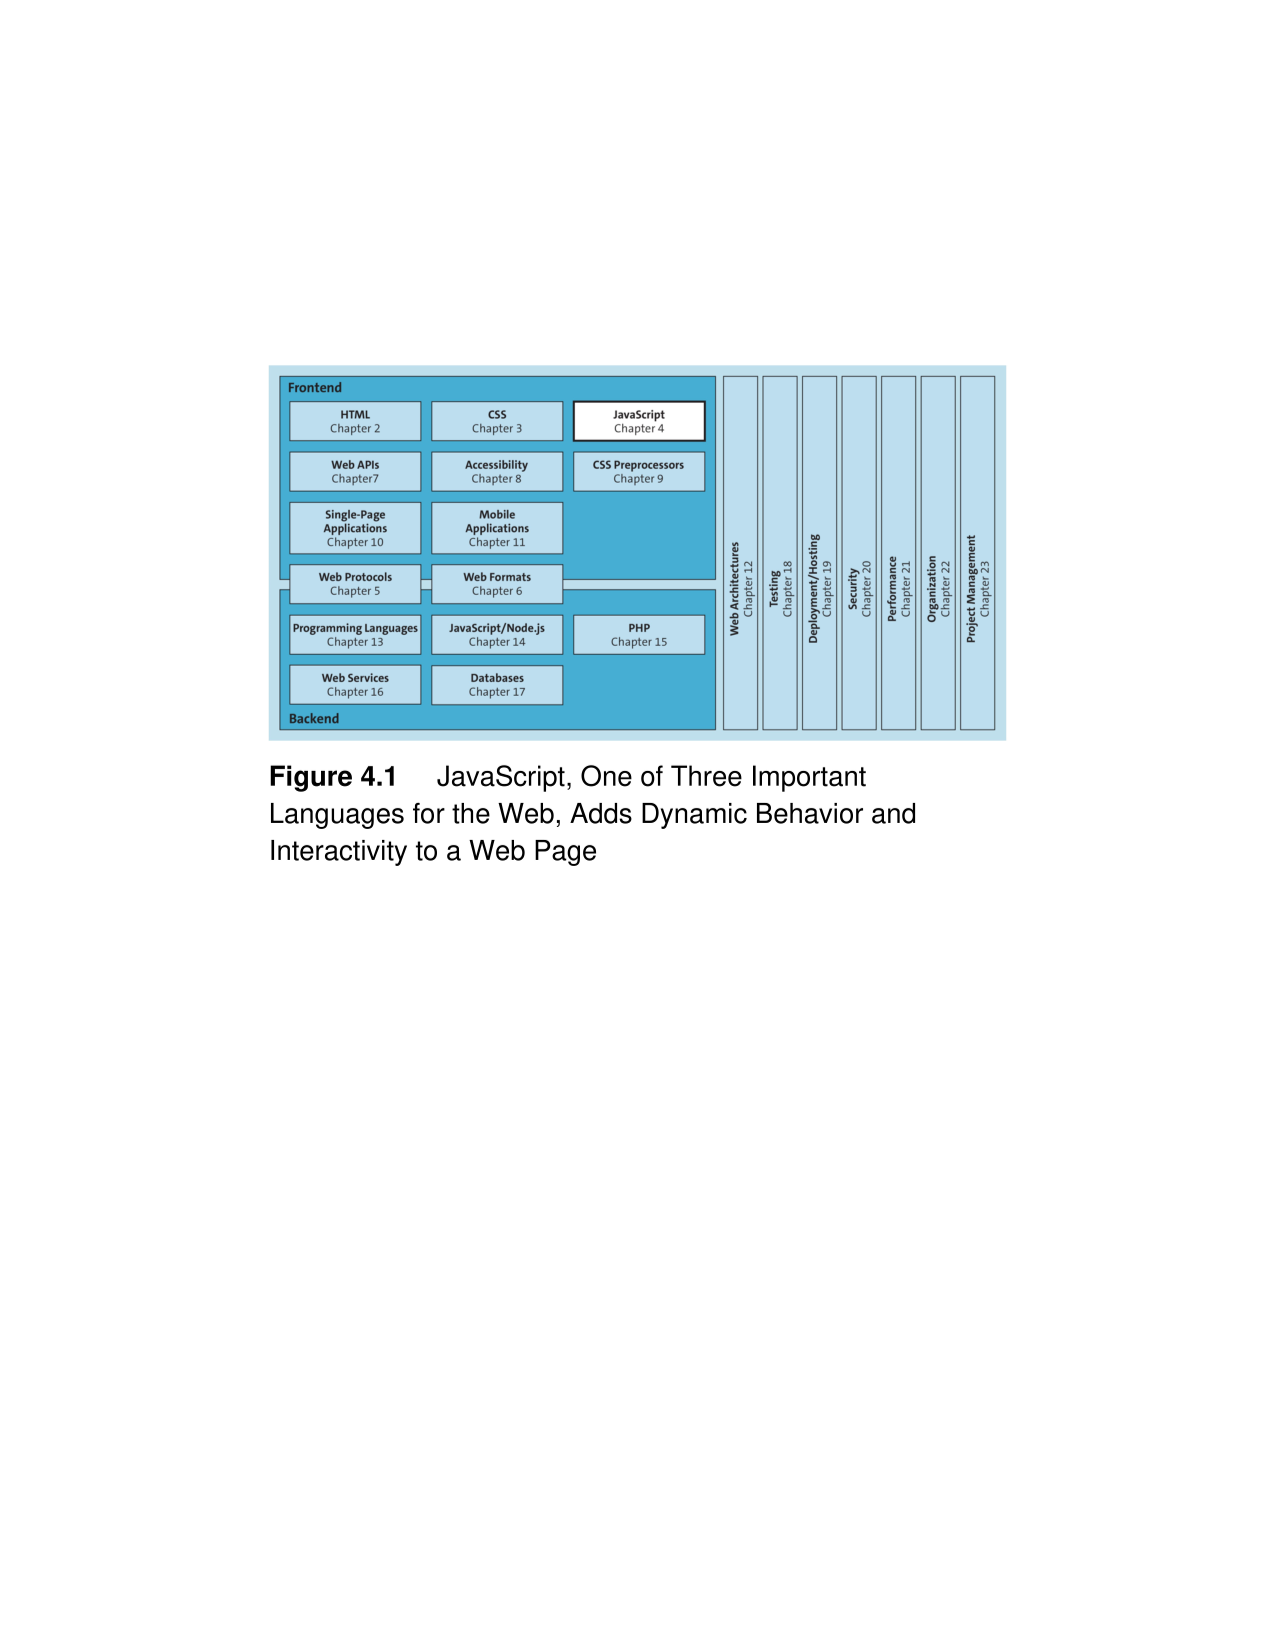 Frontend
HTML
Chapter 2
CSS
Chapter 3
JavaScript
Chapter 4
Web APIs
Chapter7
Accessibility
Chapter 8
CSS Preprocessors
Chapter 9
Single-Page
Applications
Chapter 10
Mobile
Applications
Chapter 11
Web Protocols
Chapter 5
Web Formats
Chapter 6
Programming Languages
Chapter 13
JavaScript/Node.js
Chapter 14
PHP
Chapter 15
Web Services
Chapter 16
Databases
Chapter 17
Backend
Web Architectures
Chapter 12
Testing
Chapter 18
Deployment/Hosting
Chapter 19
Security
Chapter 20
Performance
Chapter 21
Organization
Chapter 22
Project Management
Chapter 23
Figure 4.1 JavaScript, One of Three Important
Languages for the Web, Adds Dynamic Behavior and
Interactivity to a Web Page